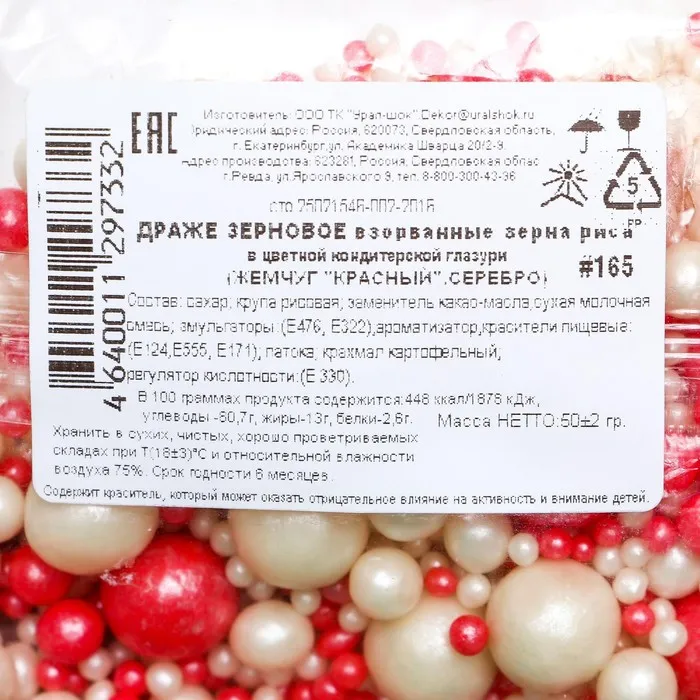 EAC
Изготовитель: ООО ТК "Урал-шок". Dekor@uralshok.ru
Юридический адрес: Россия, 620073, Свердловская область,
г. Екатеринбург, ул. Академика Шварца 20/2-9.
Адрес производства: 623281, Россия, Свердловская облас
г.Ревда, ул.Ярославского 9, тел. 8-800-300-43-96
5
PP
сто 25021548-002-2018
ДРАЖЕ ЗЕРНОВОЕ взорванные зерна риса
в цветной кондитерской глазури
(ЖЕМЧУГ "КРАСНЫЙ",СЕРЕБРО) #165
Состав: сахар; крупа рисовая; заменитель какао-масла,сухая молочная
смесь; эмульгаторы: (Е476, Е322),ароматизатор,красители пищевые:
(Е124,Е555, Е171); патока; крахмал картофельный;
регулятор кислотности:(Е 330).
В 100 граммах продукта содержится:448 ккал/1876 кДж,
углеводы -80,7г, жиры-13г, белки-2,6г. Масса НЕТТО:50±2 гр.
Хранить в сухих, чистых, хорошо проветриваемых
складах при Т(18±3)°С и относительной влажности
воздуха 75%. Срок годности 6 месяцев.
Содержит краситель, который может оказать отрицательное влияние на активность и внимание детей.
4 640011 297332